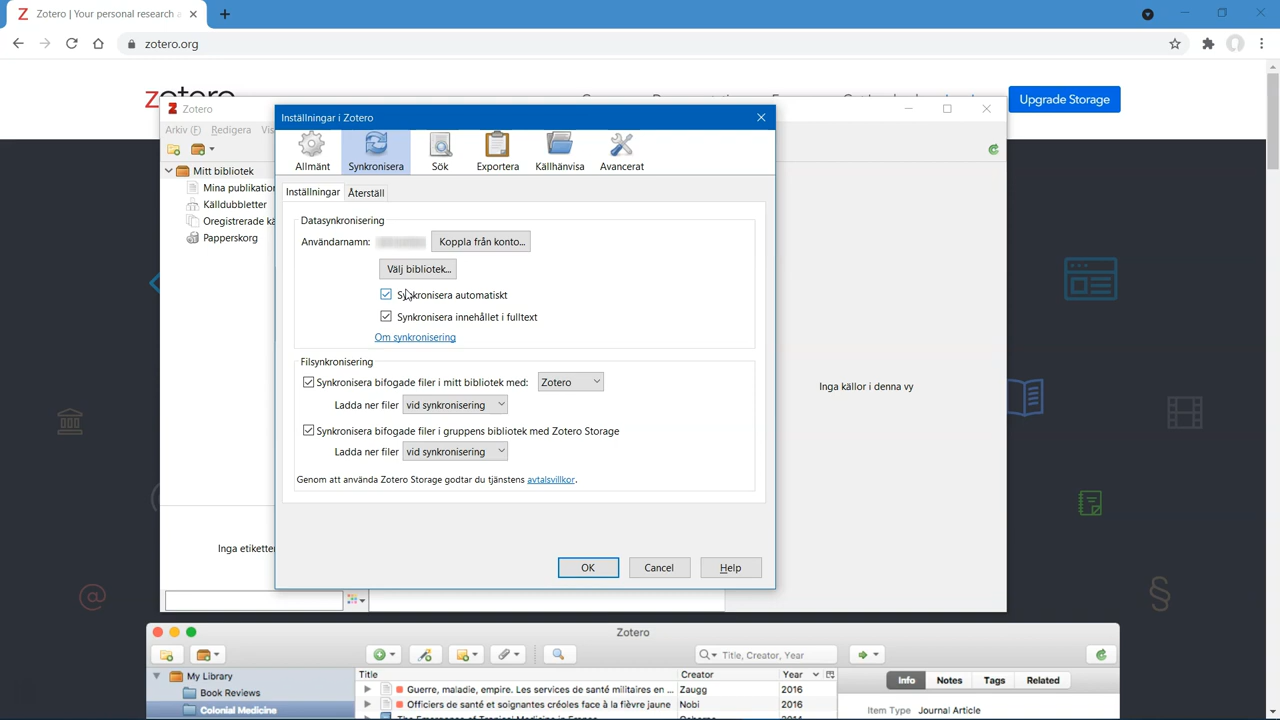 Zotero | Your personal research a
zotero.org
Upgrade Storage
Zotero
Arkiv (F) Redigera Vis
Inställningar i Zotero
Allmänt Synkronisera Sök Exportera Källhänvisa Avancerat
Mitt bibliotek
Mina publikation
Källdubbletter
Oregistrerade kä
Papperskorg
Inställningar Återställ
Datasynkronisering
Användarnamn: Koppla från konto...
Välj bibliotek...
Synkronisera automatiskt
Synkronisera innehållet i fulltext
Om synkronisering
Filsynkronisering
Synkronisera bifogade filer i mitt bibliotek med: Zotero
Ladda ner filer vid synkronisering
Synkronisera bifogade filer i gruppens bibliotek med Zotero Storage
Ladda ner filer vid synkronisering
Genom att använda Zotero Storage godtar du tjänstens avtalsvillkor.
Inga källor i denna vy
Inga etiketter
OK Cancel Help
Zotero
Title, Creator, Year
My Library
Book Reviews
Colonial Medicine
Title Creator Year
Guerre, maladie, empire. Les services de santé militaires en ... Zaugg 2016
Officiers de santé et soignantes créoles face à la fièvre jaune Nobi 2016
Info Notes Tags Related
Item Type Journal Article